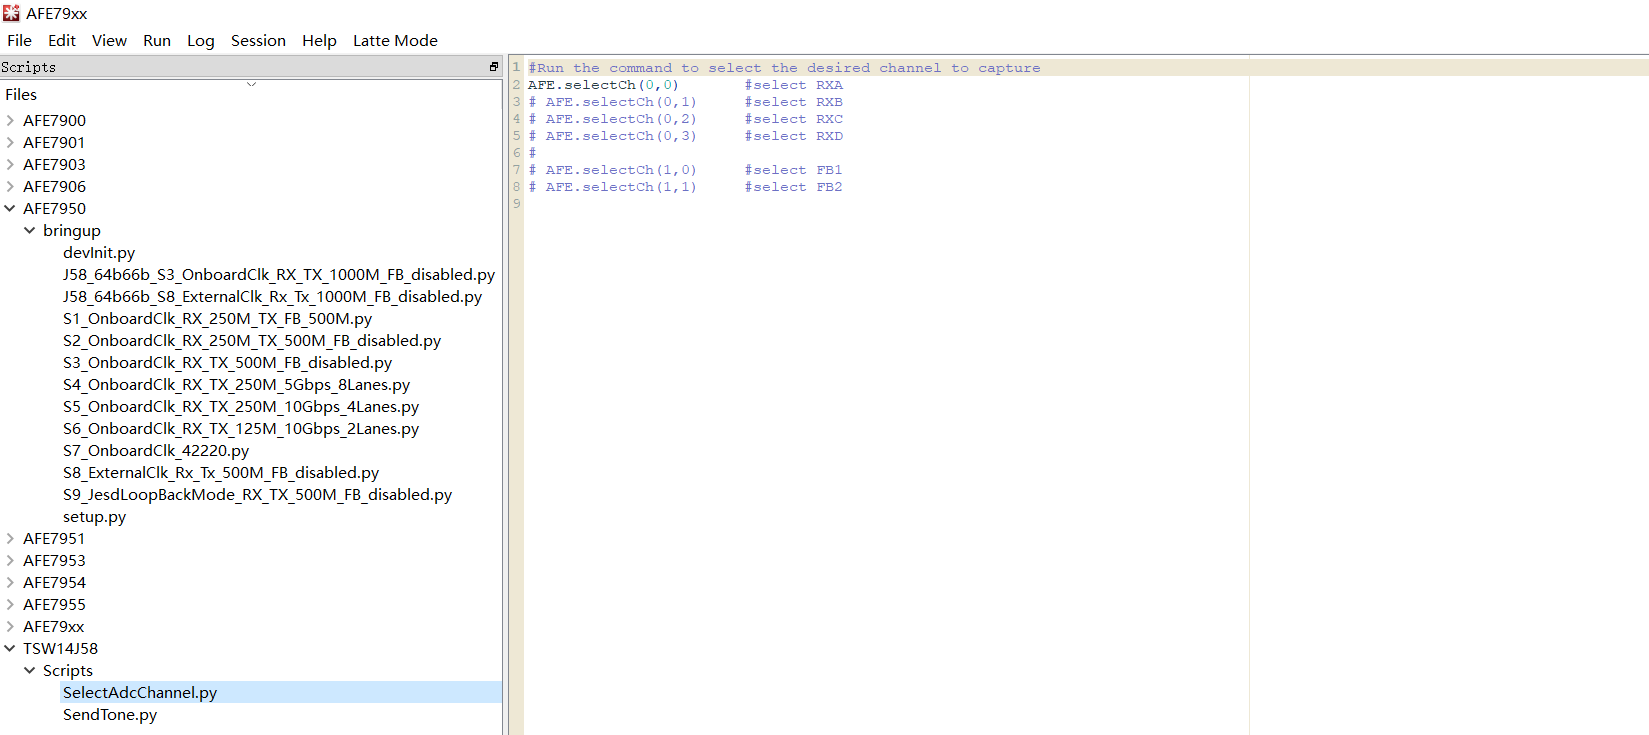 AFE79xx
File Edit View Run Log Session Help Latte Mode
Scripts
Files
AFE7900
AFE7901
AFE7903
AFE7906
AFE7950
bringup
devInit.py
J58_64b66b_S3_OnboardClk_RX_TX_1000M_FB_disabled.py
J58_64b66b_S8_ExternalClk_Rx_Tx_1000M_FB_disabled.py
S1_OnboardClk_RX_250M_TX_FB_500M.py
S2_OnboardClk_RX_250M_TX_500M_FB_disabled.py
S3_OnboardClk_RX_TX_500M_FB_disabled.py
S4_OnboardClk_RX_TX_250M_5Gbps_8Lanes.py
S5_OnboardClk_RX_TX_250M_10Gbps_4Lanes.py
S6_OnboardClk_RX_TX_125M_10Gbps_2Lanes.py
S7_OnboardClk_42220.py
S8_ExternalClk_Rx_Tx_500M_FB_disabled.py
S9_JesdLoopBackMode_RX_TX_500M_FB_disabled.py
setup.py
AFE7951
AFE7953
AFE7954
AFE7955
AFE79xx
TSW14J58
Scripts
SelectAdcChannel.py
SendTone.py
1 #Run the command to select the desired channel to capture
2 AFE.selectCh(0,0) #select RXA
3 # AFE.selectCh(0,1) #select RXB
4 # AFE.selectCh(0,2) #select RXC
5 # AFE.selectCh(0,3) #select RXD
6 #
7 # AFE.selectCh(1,0) #select FB1
8 # AFE.selectCh(1,1) #select FB2
9